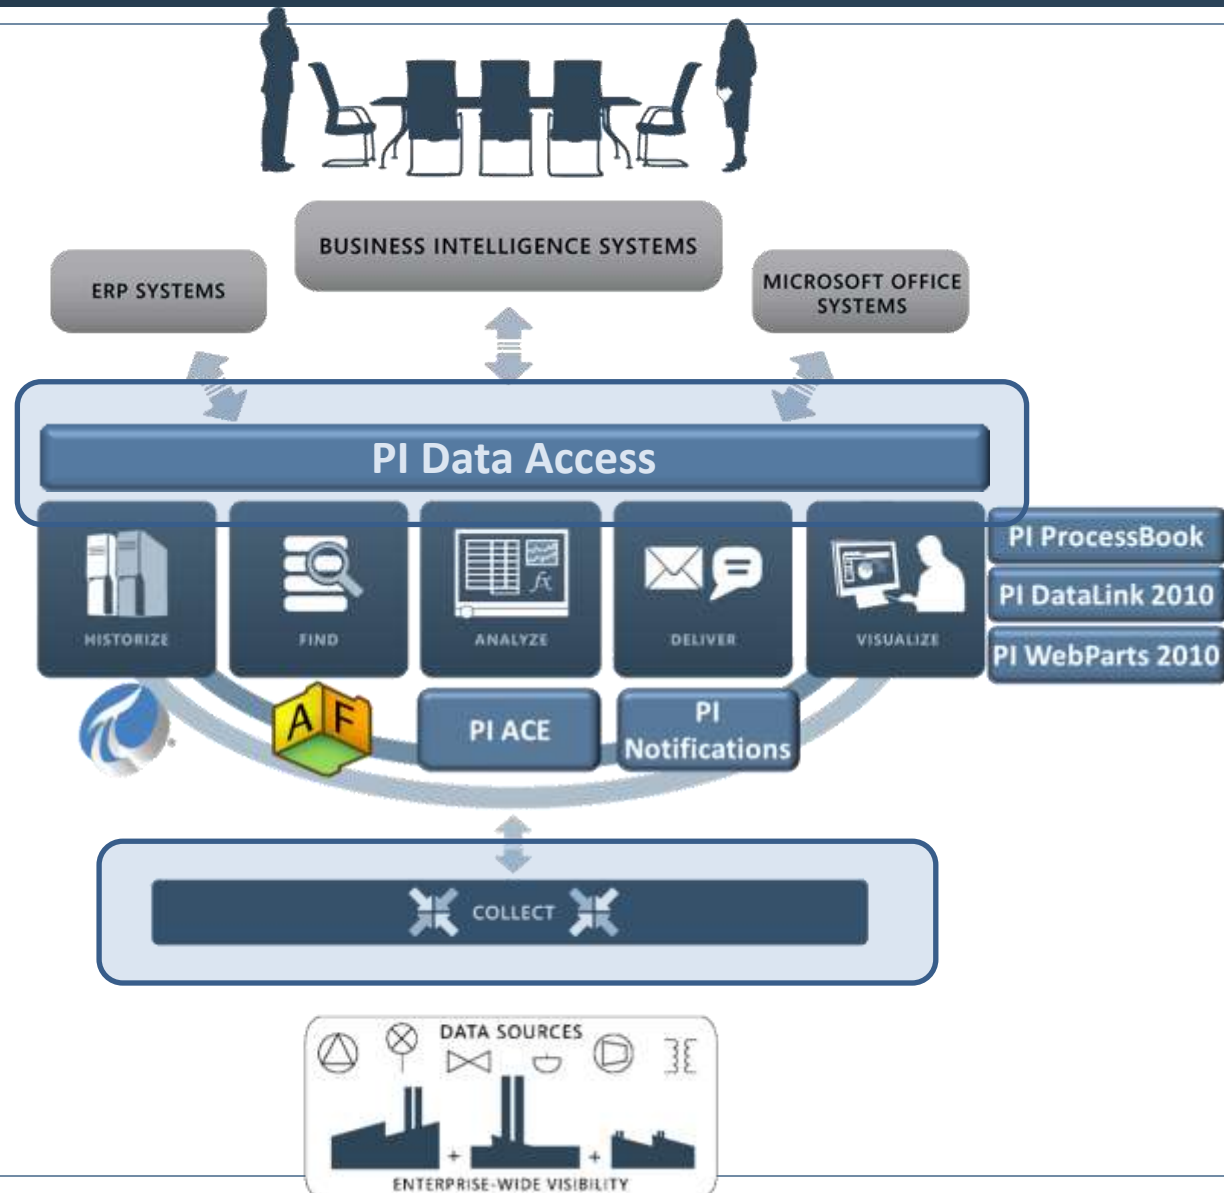 BUSINESS INTELLIGENCE SYSTEMS
ERP SYSTEMS
MICROSOFT OFFICE
SYSTEMS
PI Data Access
HISTORIZE
FIND
fx
ANALYZE
DELIVER
VISUALIZE
PI ProcessBook
PI DataLink 2010
PI WebParts 2010
®
A F
PI ACE
PI
Notifications
COLLECT
DATA SOURCES
+ +
ENTERPRISE-WIDE VISIBILITY